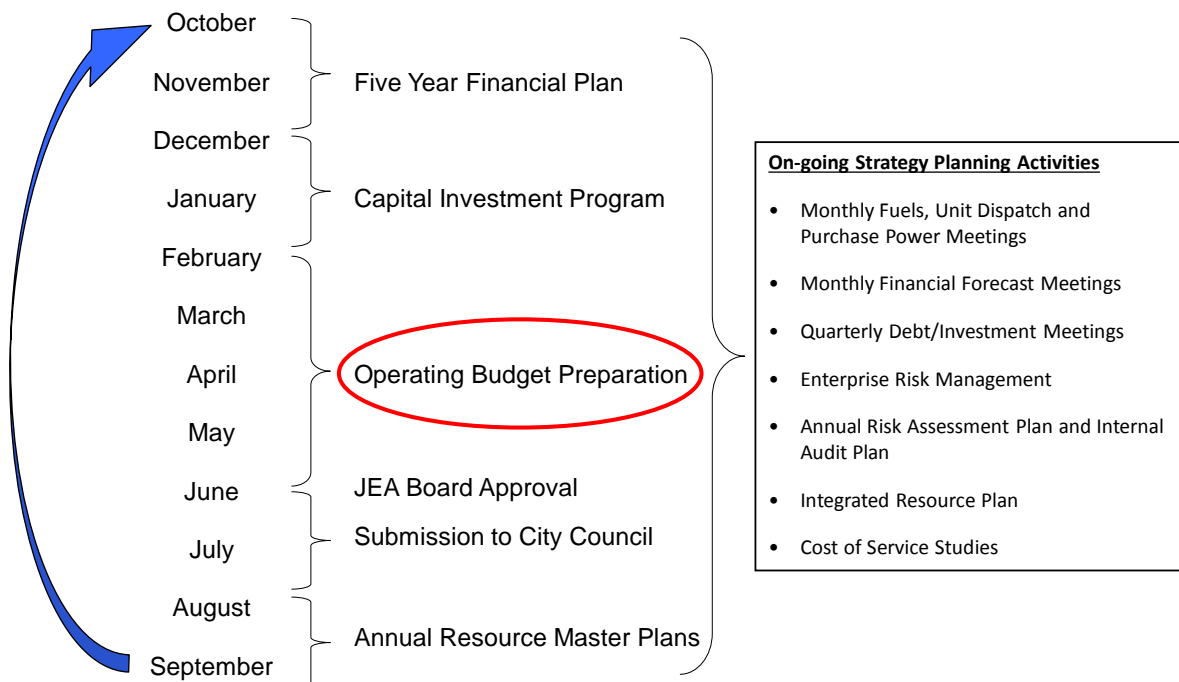 October
November
Five Year Financial Plan
December
January
Capital Investment Program
February
March
April
Operating Budget Preparation
May
June
JEA Board Approval
Submission to City Council
July
August
Annual Resource Master Plans
September
On-going Strategy Planning Activities
• Monthly Fuels, Unit Dispatch and
Purchase Power Meetings
• Monthly Financial Forecast Meetings
• Quarterly Debt/Investment Meetings
• Enterprise Risk Management
• Annual Risk Assessment Plan and Internal
Audit Plan
• Integrated Resource Plan
• Cost of Service Studies